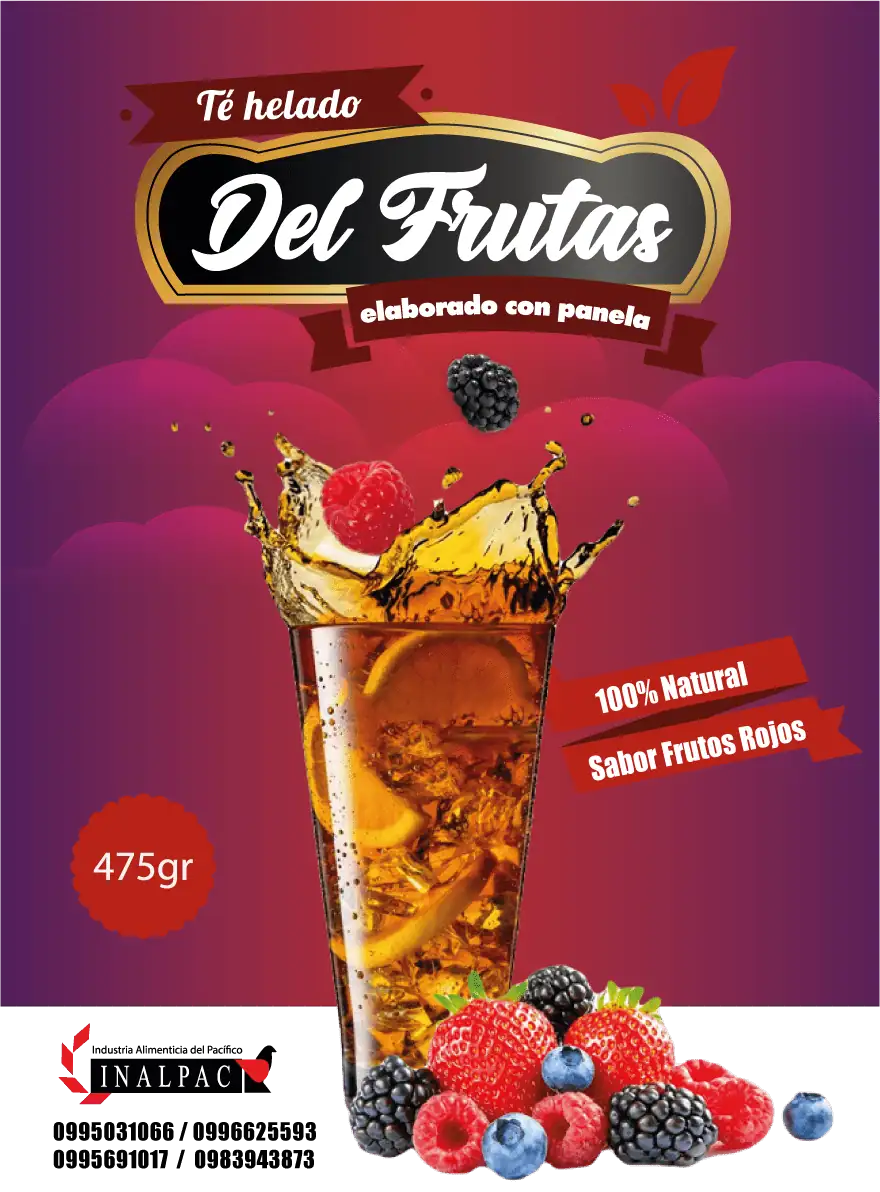 Té helado
Del Frutas
elaborado con panela
100% Natural
Sabor Frutos Rojos
475gr
Industria Alimenticia del Pacífico
INALPAC
0995031066 / 0996625593
0995691017 / 0983943873